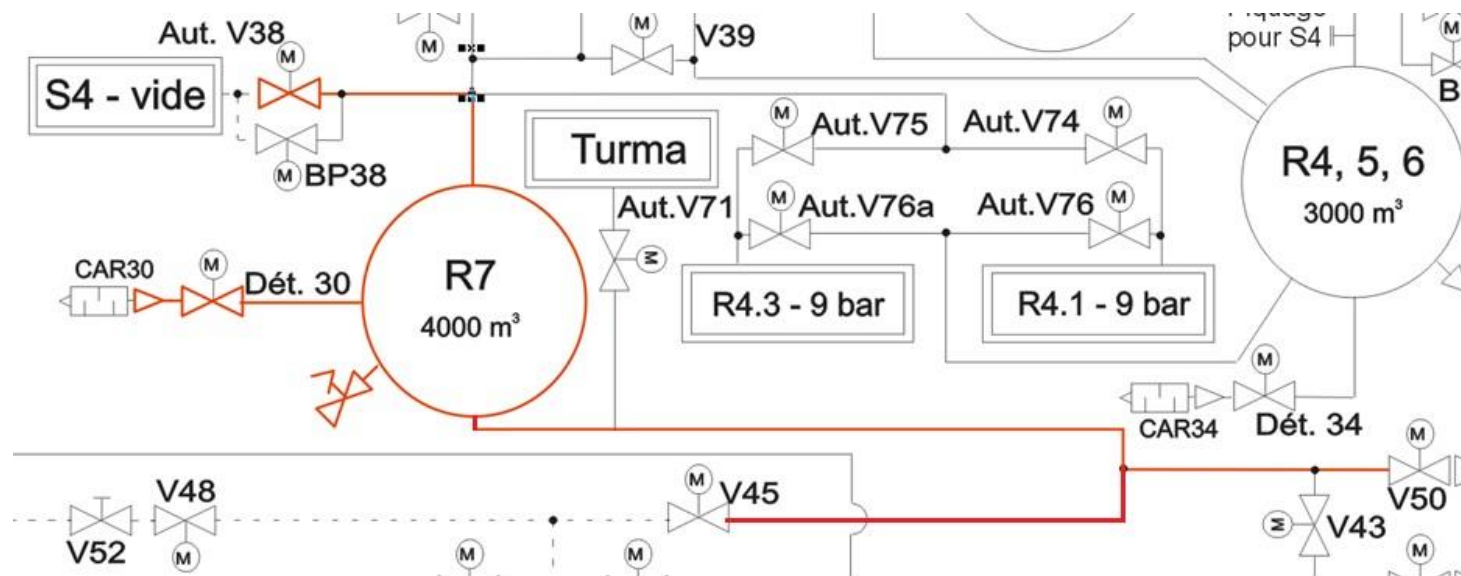 Aut. V38
M
M
M
V39
Piquage
pour S4
M
S4 - vide
B
M
BP38
Turma
M
Aut.V75
Aut.V74
M
R4, 5, 6
3000 m³
Aut.V71
M
Aut.V76a
Aut.V76
M
M
CAR30
M
Dét. 30
R7
4000 m³
R4.3 - 9 bar
R4.1 - 9 bar
M
CAR34
Dét. 34
M
V50
V52
V48
M
M
V45
M
V43
M
M
M